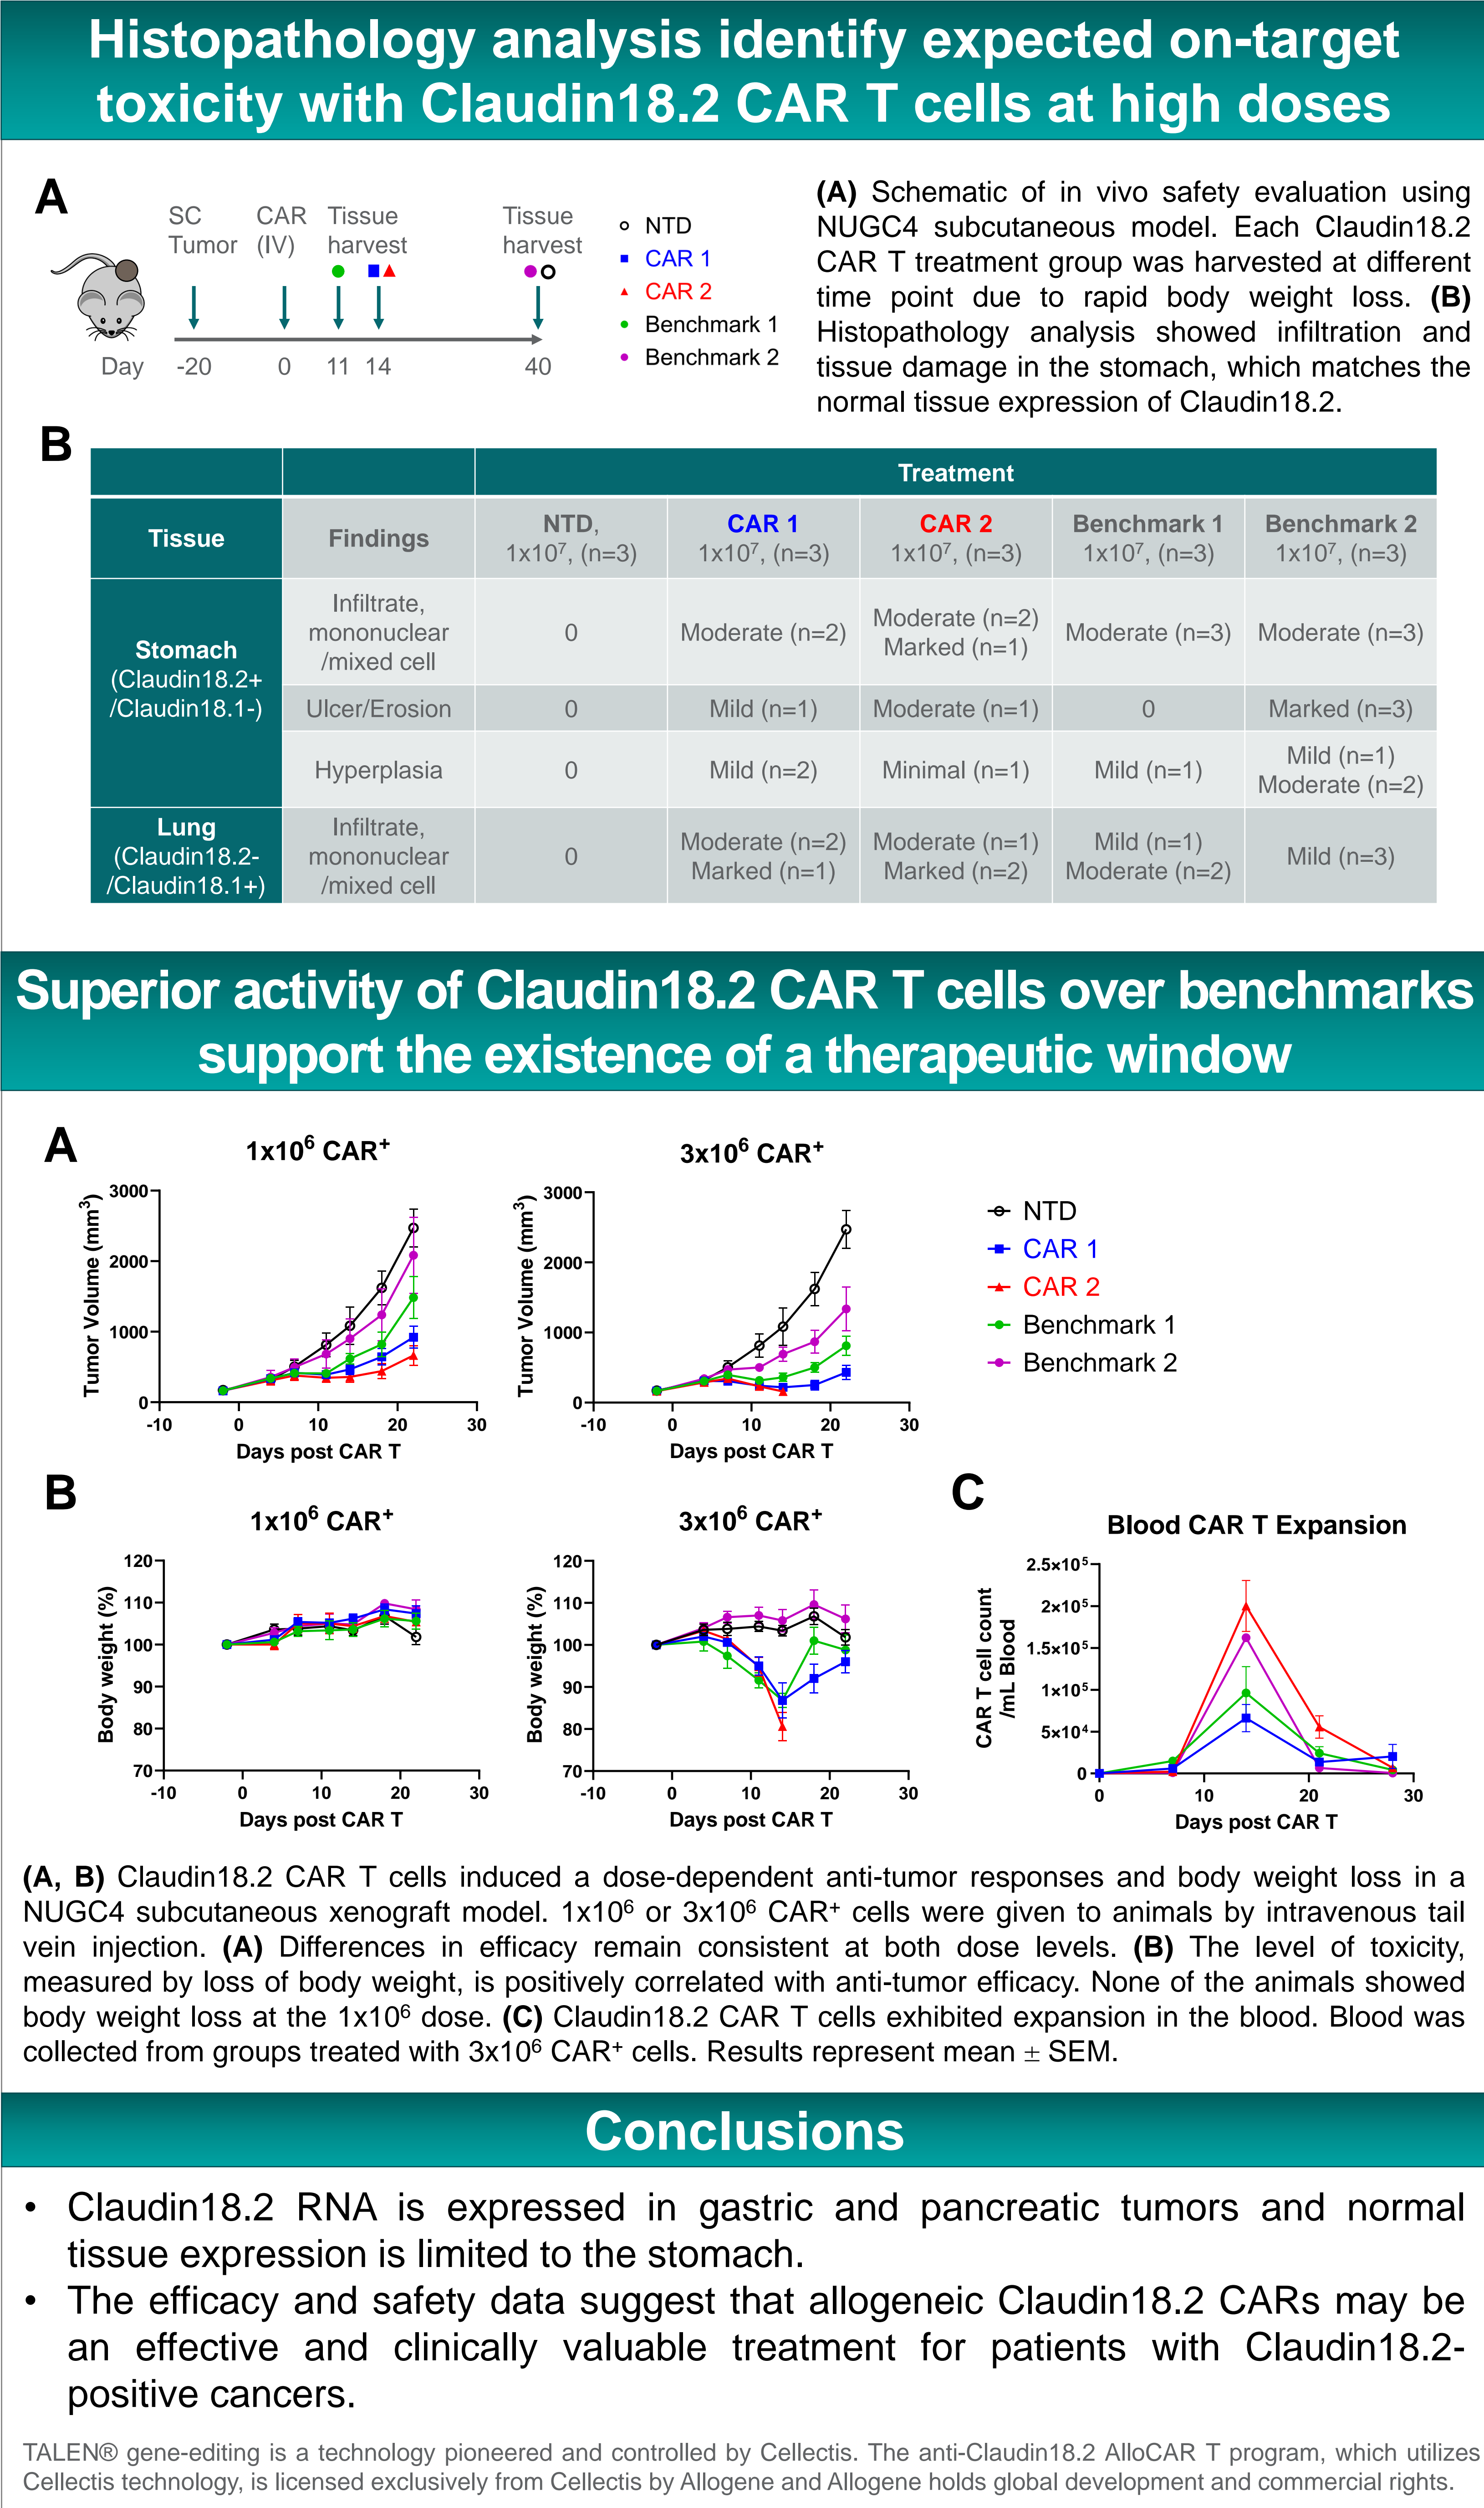 Histopathology analysis identify expected on-target
toxicity with Claudin18.2 CAR T cells at high doses
A
SC
Tumor
CAR
(IV)
Tissue
harvest
Tissue
harvest
Day
-20
0
11
14
40
NTD
CAR 1
CAR 2
Benchmark 1
Benchmark 2
(A) Schematic of in vivo safety evaluation using
NUGC4 subcutaneous model. Each Claudin18.2
CAR T treatment group was harvested at different
time point due to rapid body weight loss. (B)
Histopathology analysis showed infiltration and
tissue damage in the stomach, which matches the
normal tissue expression of Claudin18.2.
B
Treatment
Tissue
Findings
NTD,
1x10⁷, (n=3)
CAR 1
1x10⁷, (n=3)
CAR 2
1x10⁷, (n=3)
Benchmark 1
1x10⁷, (n=3)
Benchmark 2
1x10⁷, (n=3)
Stomach
(Claudin18.2+
/Claudin18.1-)
Infiltrate,
mononuclear
/mixed cell
0
Moderate (n=2)
Moderate (n=2)
Marked (n=1)
Moderate (n=3)
Moderate (n=3)
Ulcer/Erosion
0
Mild (n=1)
Moderate (n=1)
0
Marked (n=3)
Hyperplasia
0
Mild (n=2)
Minimal (n=1)
Mild (n=1)
Mild (n=1)
Moderate (n=2)
Lung
(Claudin18.2-
/Claudin18.1+)
Infiltrate,
mononuclear
/mixed cell
0
Moderate (n=2)
Marked (n=1)
Moderate (n=1)
Marked (n=2)
Mild (n=1)
Moderate (n=2)
Mild (n=3)
Superior activity of Claudin18.2 CAR T cells over benchmarks
support the existence of a therapeutic window
A
1x10⁶ CAR⁺
Tumor Volume (mm³)
3000
2000
1000
0
-10
0
10
20
30
Days post CAR T
3x10⁶ CAR⁺
Tumor Volume (mm³)
3000
2000
1000
0
-10
0
10
20
30
Days post CAR T
NTD
CAR 1
CAR 2
Benchmark 1
Benchmark 2
B
1x10⁶ CAR⁺
Body weight (%)
120
110
100
90
80
70
-10
0
10
20
30
Days post CAR T
3x10⁶ CAR⁺
Body weight (%)
120
110
100
90
80
70
-10
0
10
20
30
Days post CAR T
C
Blood CAR T Expansion
CAR T cell count
/mL Blood
2.5×10⁵
2×10⁵
1.5×10⁵
1×10⁵
5×10⁴
0
0
10
20
30
Days post CAR T
(A, B) Claudin18.2 CAR T cells induced a dose-dependent anti-tumor responses and body weight loss in a
NUGC4 subcutaneous xenograft model. 1x10⁶ or 3x10⁶ CAR⁺ cells were given to animals by intravenous tail
vein injection. (A) Differences in efficacy remain consistent at both dose levels. (B) The level of toxicity,
measured by loss of body weight, is positively correlated with anti-tumor efficacy. None of the animals showed
body weight loss at the 1x10⁶ dose. (C) Claudin18.2 CAR T cells exhibited expansion in the blood. Blood was
collected from groups treated with 3x10⁶ CAR⁺ cells. Results represent mean ± SEM.
Conclusions
• Claudin18.2 RNA is expressed in gastric and pancreatic tumors and normal
tissue expression is limited to the stomach.
• The efficacy and safety data suggest that allogeneic Claudin18.2 CARs may be
an effective and clinically valuable treatment for patients with Claudin18.2-
positive cancers.
TALEN® gene-editing is a technology pioneered and controlled by Cellectis. The anti-Claudin18.2 AlloCAR T program, which utilizes
Cellectis technology, is licensed exclusively from Cellectis by Allogene and Allogene holds global development and commercial rights.